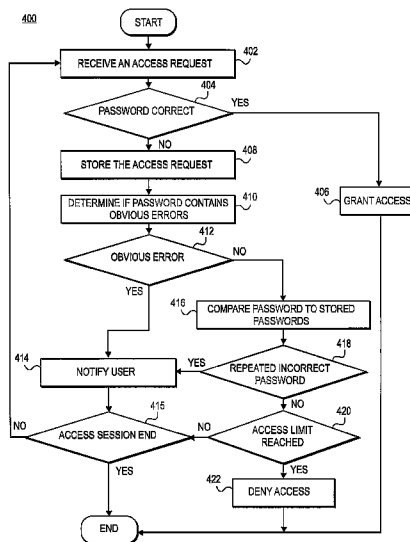 400
START
RECEIVE AN ACCESS REQUEST
402
404
PASSWORD CORRECT
YES
NO
STORE THE ACCESS REQUEST
408
DETERMINE IF PASSWORD CONTAINS
OBVIOUS ERRORS
410
406
GRANT ACCESS
412
OBVIOUS ERROR
NO
YES
416
COMPARE PASSWORD TO STORED
PASSWORDS
418
414
NOTIFY USER
YES
REPEATED INCORRECT
PASSWORD
NO
415
420
NO
ACCESS SESSION END
NO
ACCESS LIMIT
REACHED
YES
YES
422
DENY ACCESS
END